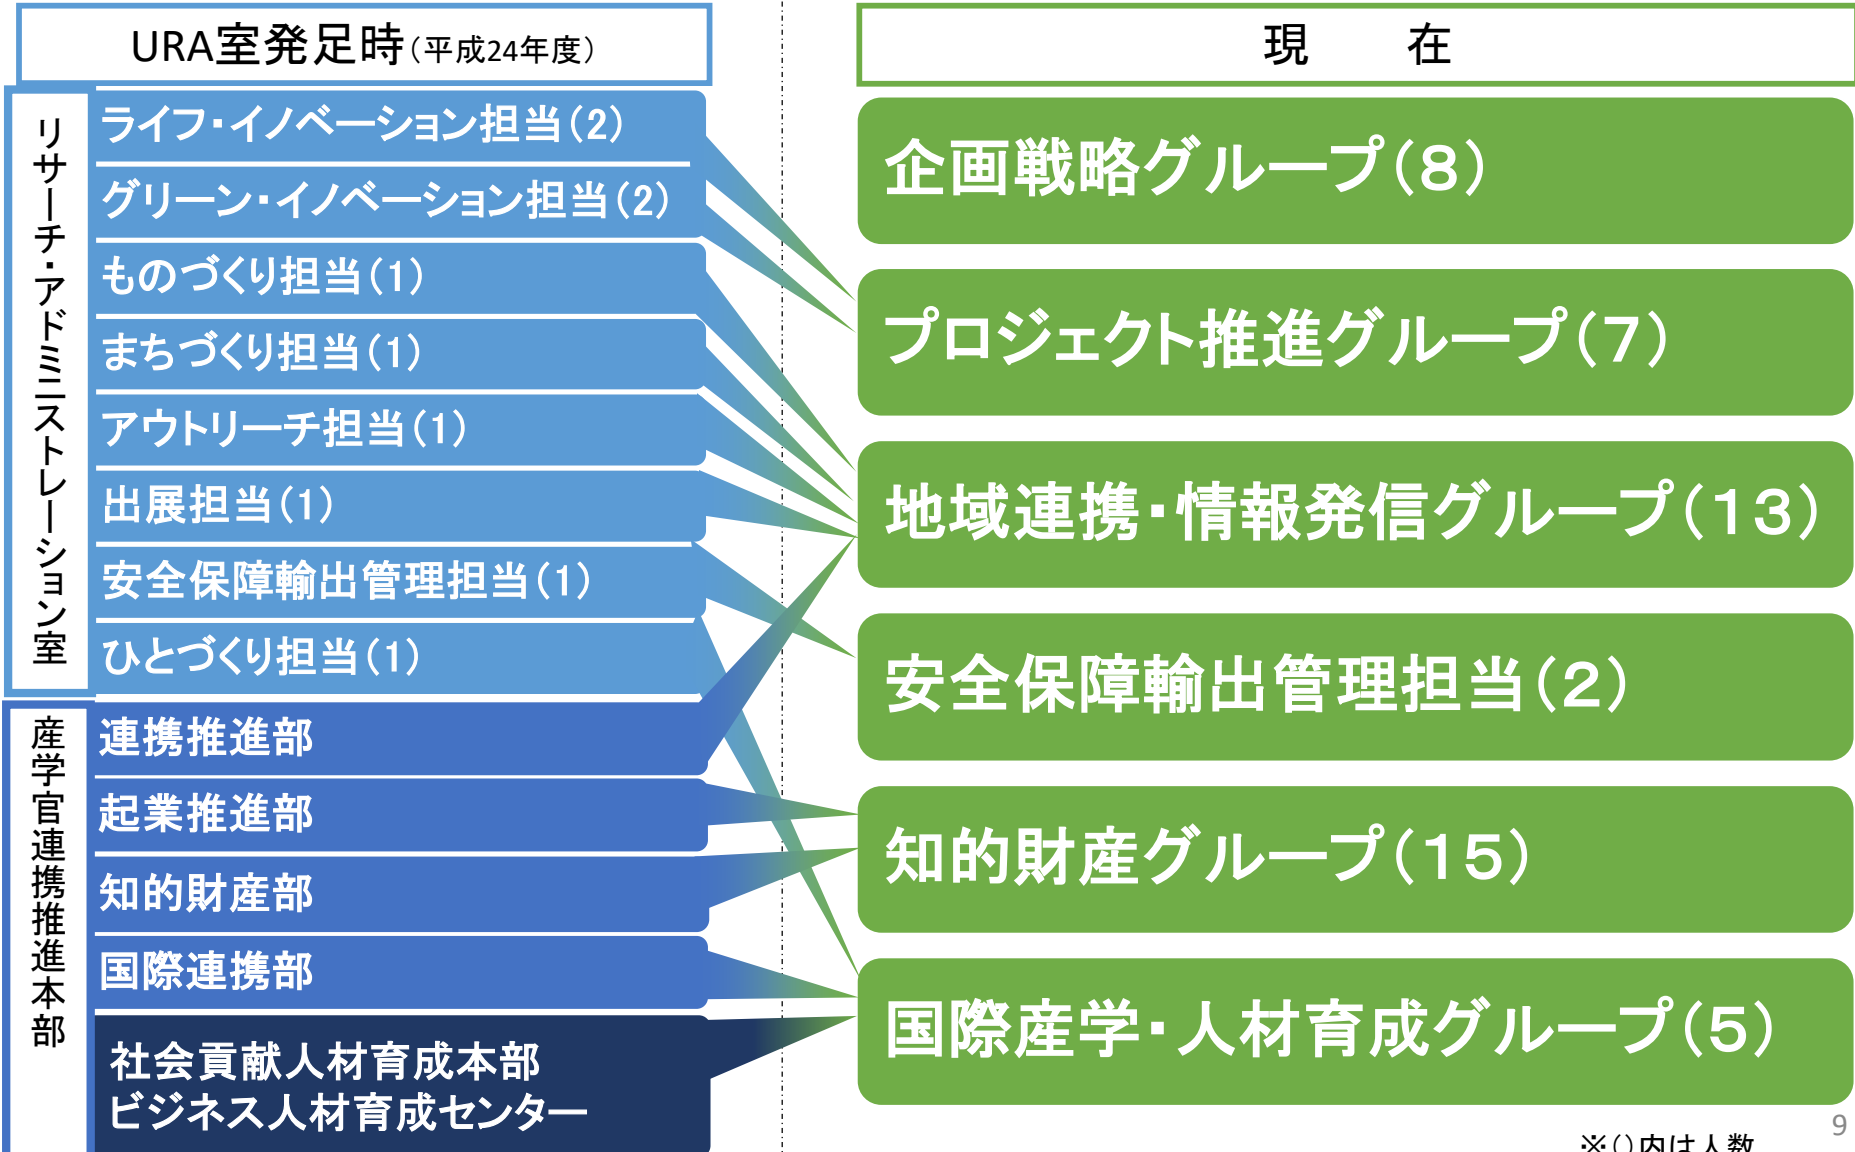 URA室発足時（平成24年度）
リサーチ・アドミニストレーション室
ライフ・イノベーション担当（2）
グリーン・イノベーション担当（2）
ものづくり担当（1）
まちづくり担当（1）
アウトリーチ担当（1）
出展担当（1）
安全保障輸出管理担当（1）
ひとづくり担当（1）
産学官連携推進本部
連携推進部
起業推進部
知的財産部
国際連携部
社会貢献人材育成本部
ビジネス人材育成センター
現　在
企画戦略グループ（８）
プロジェクト推進グループ（７）
地域連携・情報発信グループ（１３）
安全保障輸出管理担当（２）
知的財産グループ（１５）
国際産学・人材育成グループ（５）
※（）内は人数
9